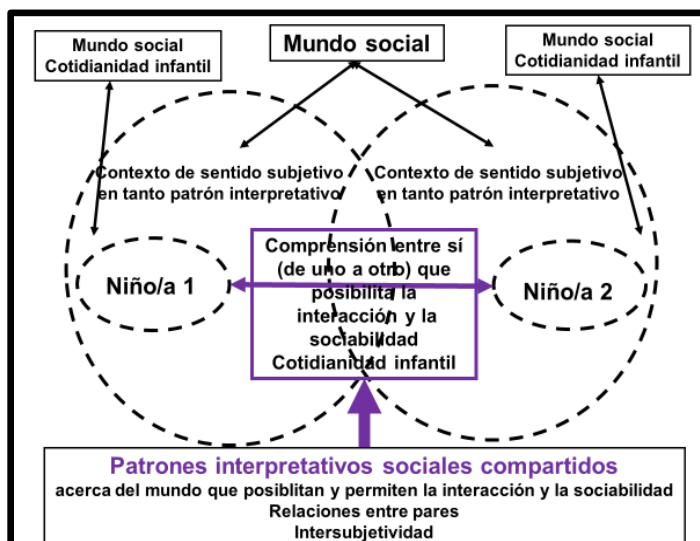 Mundo social
Cotidianidad infantil
Mundo social
Mundo social
Cotidianidad infantil
Contexto de sentido subjetivo
en tanto patrón interpretativo
Contexto de sentido subjetivo
en tanto patrón interpretativo
Niño/a 1
Comprensión entre sí
(de uno a otro) que
posibilita la
interacción y la
sociabilidad
Cotidianidad infantil
Niño/a 2
Patrones interpretativos sociales compartidos
acerca del mundo que posiblitan y permiten la interacción y la sociabilidad
Relaciones entre pares
Intersubjetividad